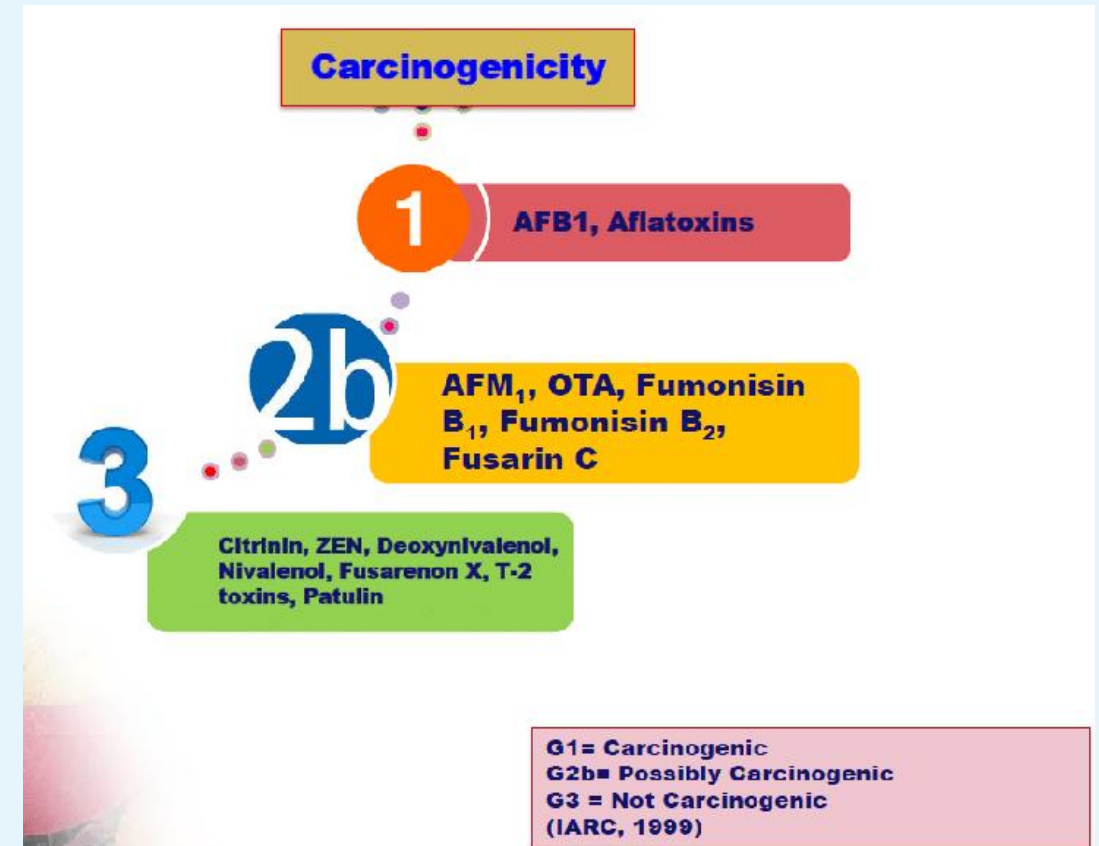 Carcinogenicity
1
AFB1, Aflatoxins
2b
AFM₁, OTA, Fumonisin
B₁, Fumonisin B₂,
Fusarin C
3
Citrinin, ZEN, Deoxynivalenol,
Nivalenol, Fusarenon X, T-2
toxins, Patulin
G1= Carcinogenic
G2b= Possibly Carcinogenic
G3 = Not Carcinogenic
(IARC, 1999)